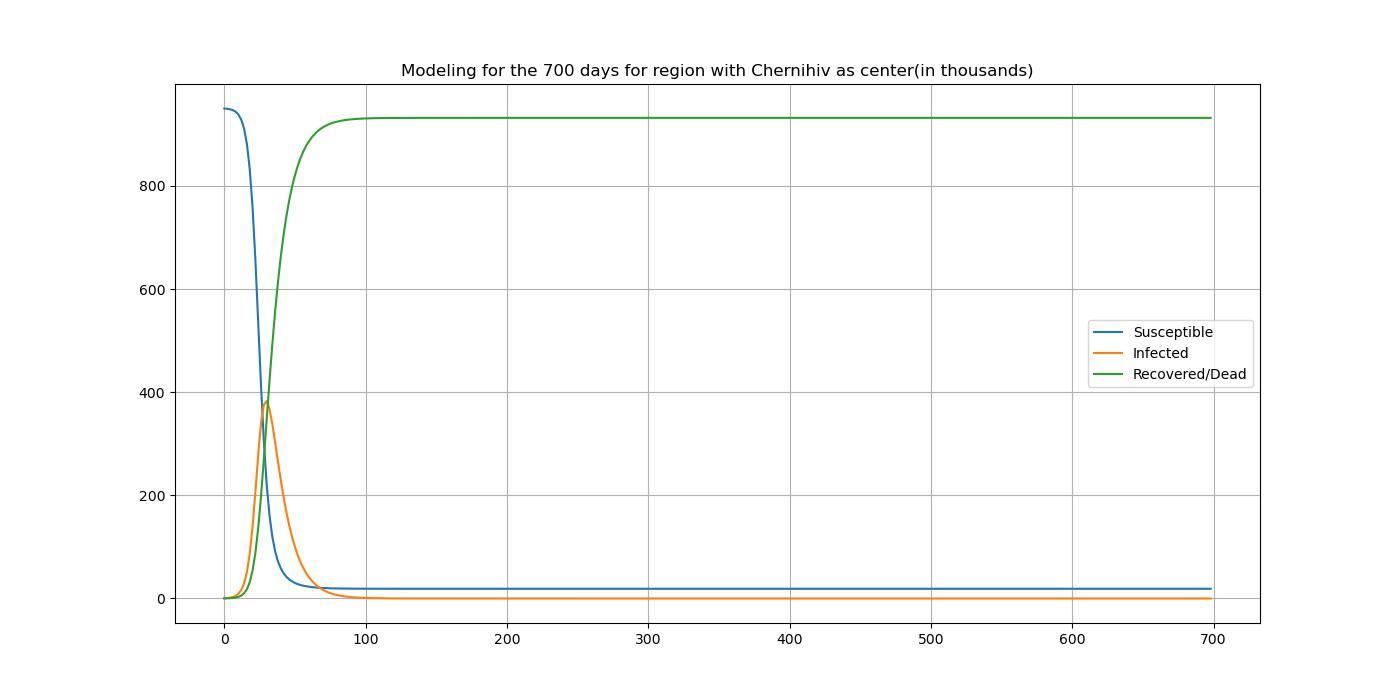 Modeling for the 700 days for region with Chernihiv as center(in thousands)
800
600
400
200
0
Susceptible
Infected
Recovered/Dead
0 100 200 300 400 500 600 700